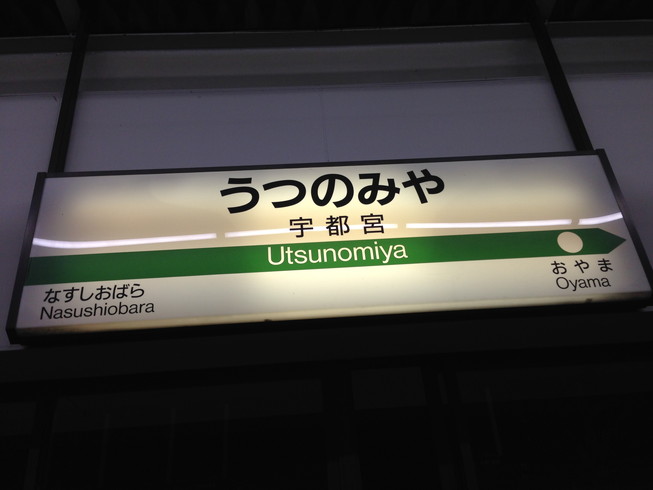 うつのみや
宇都宮
Utsunomiya
なすしおばら
Nasushiobara
おやま
Oyama